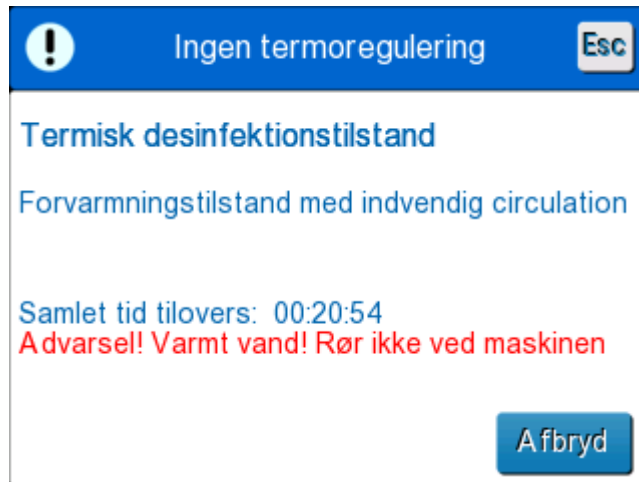 Ingen termoregulering
Esc
Termisk desinfektionstilstand
Forvarmningstilstand med indvendig circulation
Samlet tid tilovers: 00:20:54
Advarsel! Varmt vand! Rør ikke ved maskinen
Afbryd